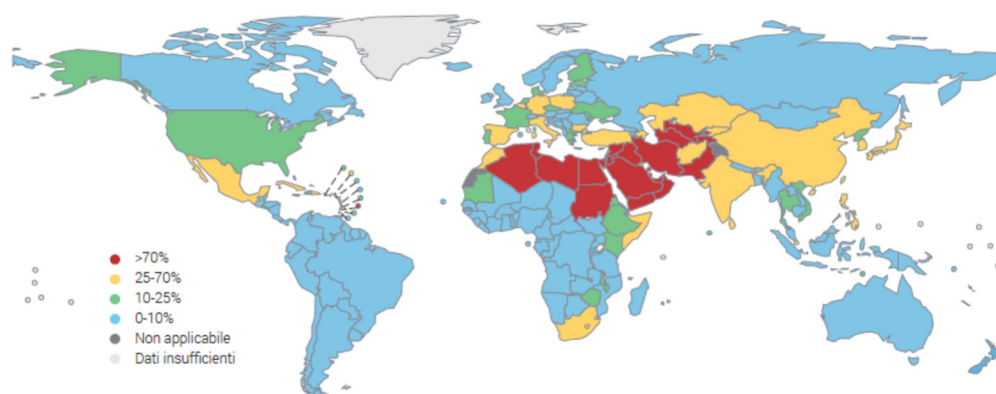 >70%
25-70%
10-25%
0-10%
Non applicabile
Dati insufficienti